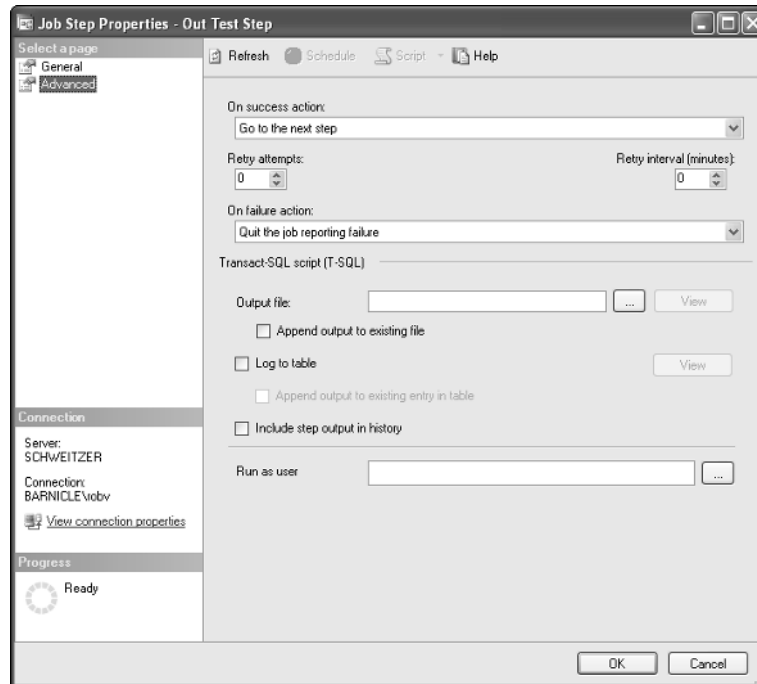 Job Step Properties - Out Test Step
Select a page
General
Advanced
Refresh Schedule Script Help
On success action:
Go to the next step
Retry attempts:
0
Retry interval (minutes):
0
On failure action:
Quit the job reporting failure
Transact-SQL script (T-SQL)
Output file:
...
View
Append output to existing file
Log to table
View
Append output to existing entry in table
Include step output in history
Run as user
...
Connection
Server:
SCHWEITZER
Connection:
BARNICLE\robv
View connection properties
Progress
Ready
OK
Cancel